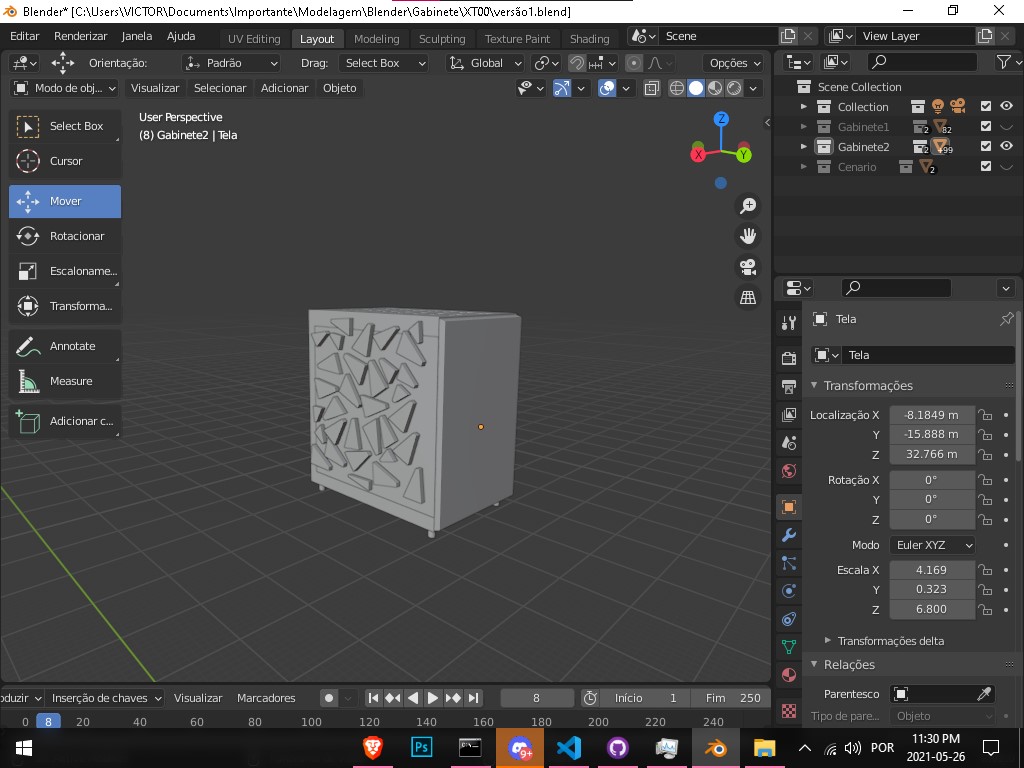 Blender* [C:\Users\VICTOR\Documents\Importante\Modelagem\Blender\Gabinete\XT00\versão1.blend]
Editar Renderizar Janela Ajuda UV Editing Layout Modeling Sculpting Texture Paint Shading Scene View Layer
Orientação: Padrão Drag: Select Box Global Opções
Modo de obj... Visualizar Selecionar Adicionar Objeto
User Perspective
(8) Gabinete2 | Tela
Select Box
Cursor
Mover
Rotacionar
Escaloname...
Transforma...
Annotate
Measure
Adicionar c...
Z
X
Y
Scene Collection
Collection
Gabinete1 2 82
Gabinete2 2 +99
Cenario 2
Tela
Tela
Transformações
Localização X -8.1849 m
Y -15.888 m
Z 32.766 m
Rotação X 0°
Y 0°
Z 0°
Modo Euler XYZ
Escala X 4.169
Y 0.323
Z 6.800
Transformações delta
Relações
Parentesco
Tipo de pare... Objeto
oduzir Inserção de chaves Visualizar Marcadores 8 Início 1 Fim 250
0 8 20 40 60 80 100 120 140 160 180 200 220 240
Ps 9+ POR 11:30 PM
2021-05-26